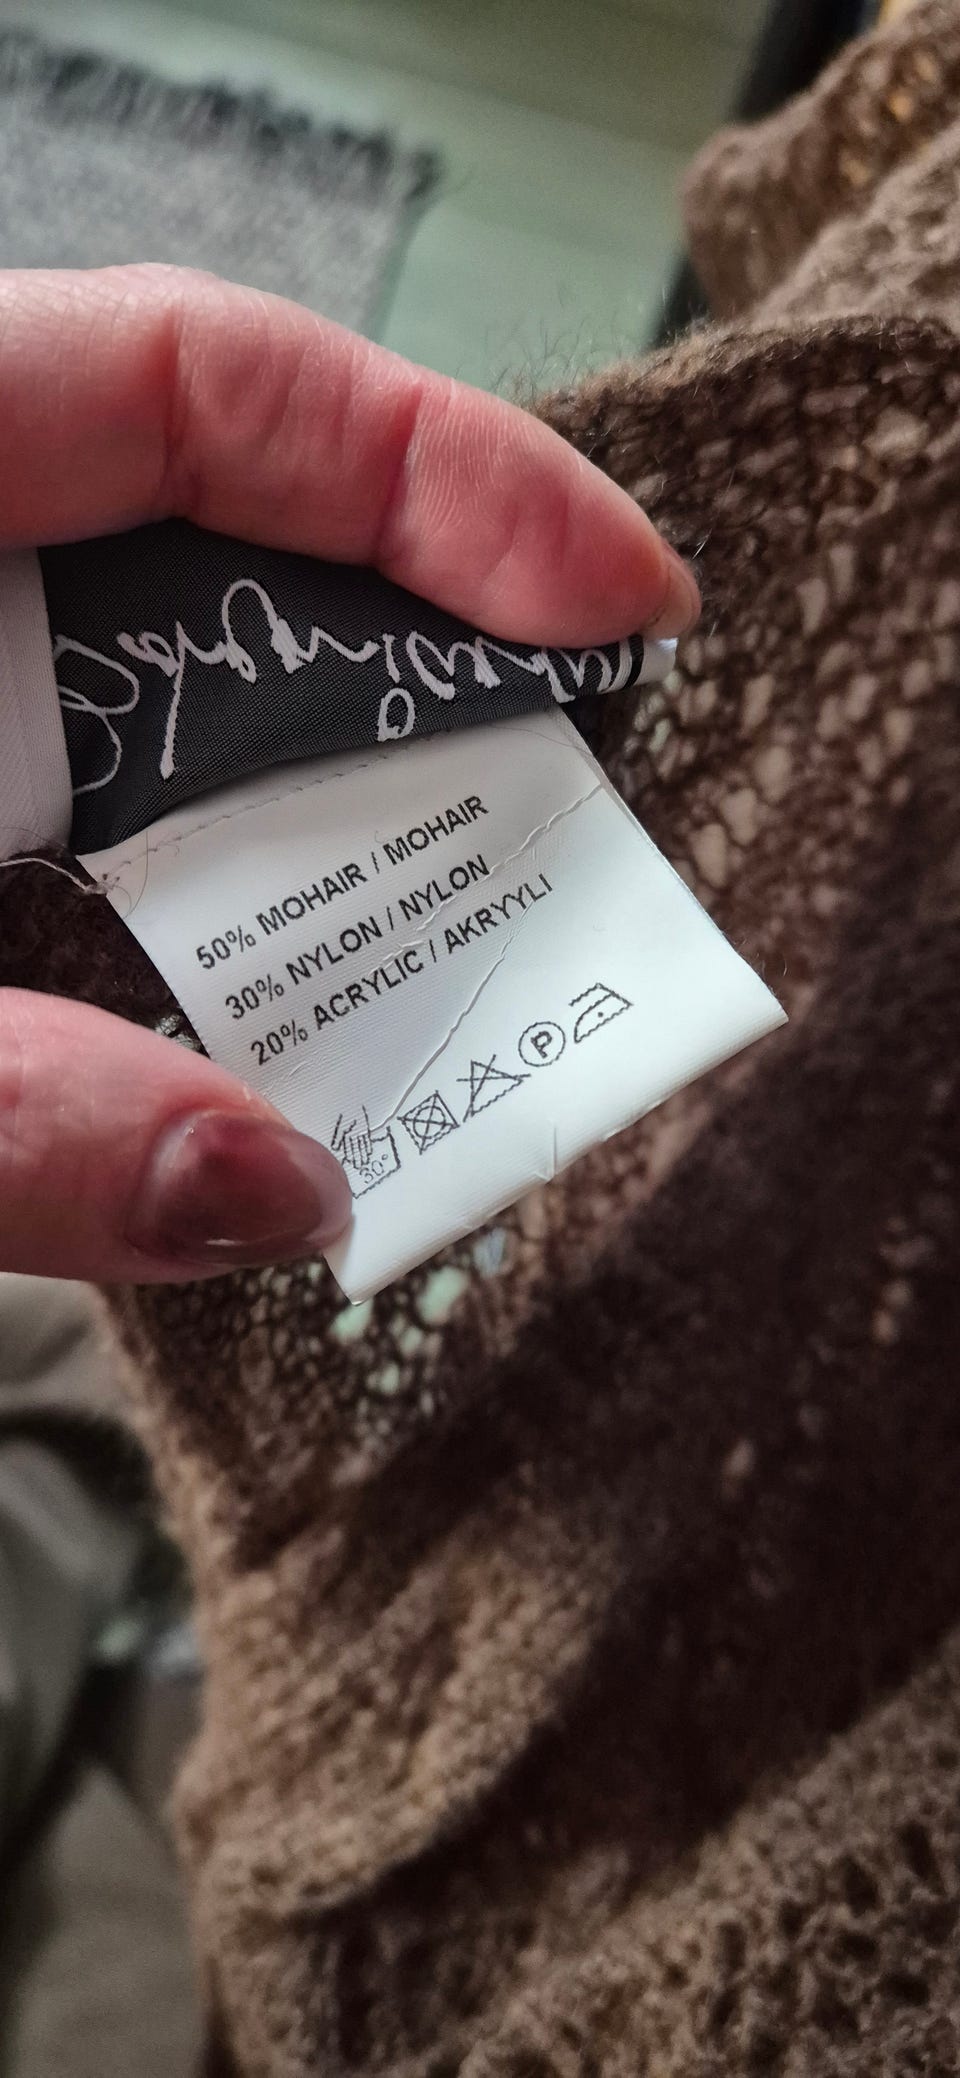 50% MOHAIR / MOHAIR
30% NYLON / NYLON
20% ACRYLIC / AKRYYLI
30°
P